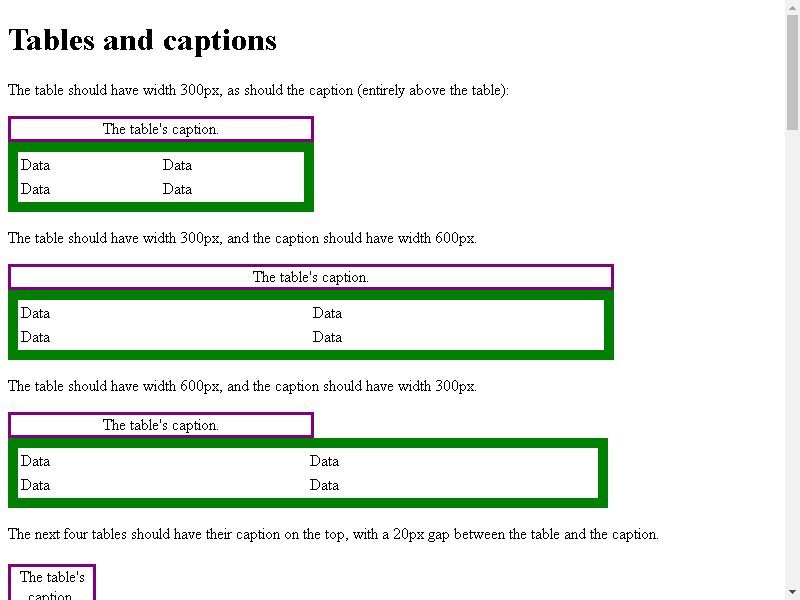 Tables and captions
The table should have width 300px, as should the caption (entirely above the table):
The table's caption.
Data Data
Data Data
The table should have width 300px, and the caption should have width 600px.
The table's caption.
Data Data
Data Data
The table should have width 600px, and the caption should have width 300px.
The table's caption.
Data Data
Data Data
The next four tables should have their caption on the top, with a 20px gap between the table and the caption.
The table's
caption.